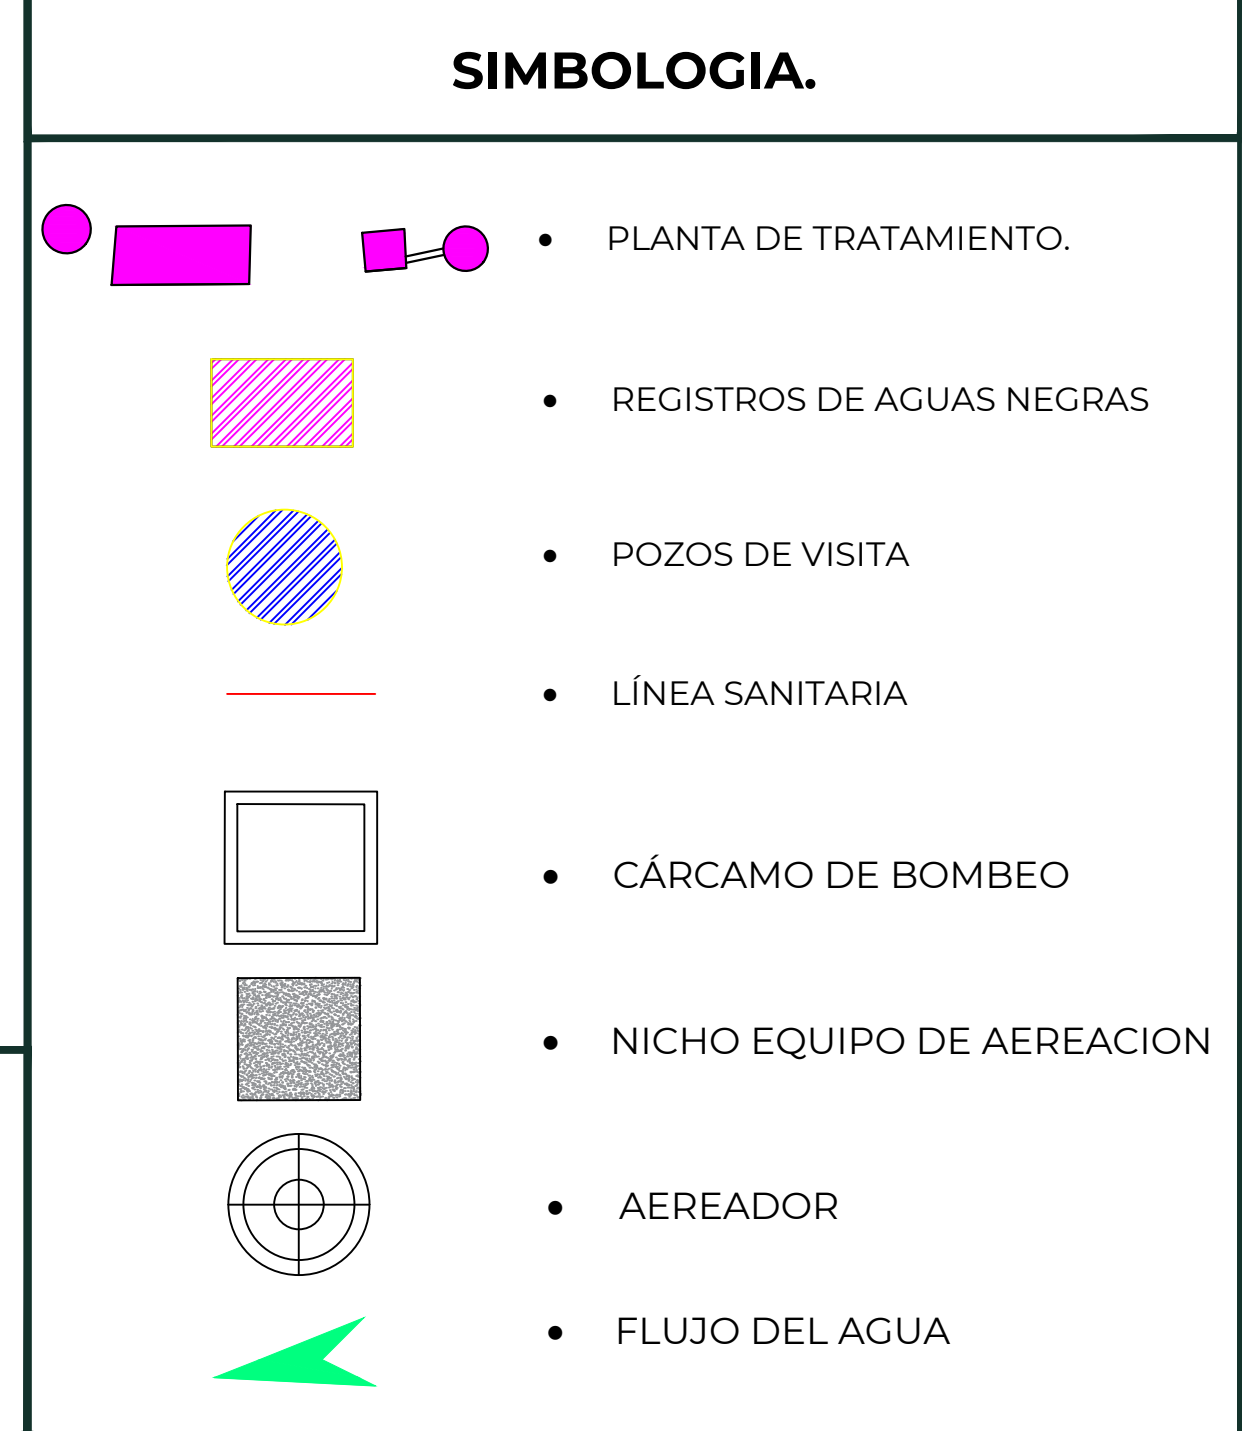 SIMBOLOGIA.
• PLANTA DE TRATAMIENTO.
• REGISTROS DE AGUAS NEGRAS
• POZOS DE VISITA
• LÍNEA SANITARIA
• CÁRCAMO DE BOMBEO
• NICHO EQUIPO DE AEREACION
• AEREADOR
• FLUJO DEL AGUA